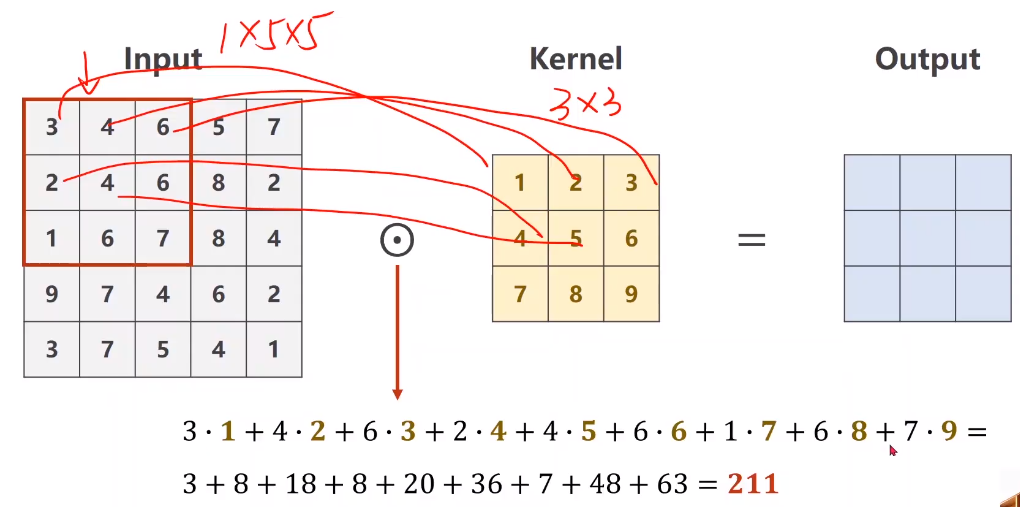 1×5×5
Input
Kernel
Output
3×3
3 4 6 5 7
2 4 6 8 2
1 6 7 8 4
9 7 4 6 2
3 7 5 4 1
⊙
1 2 3
4 5 6
7 8 9
=
3·1+4·2+6·3+2·4+4·5+6·6+1·7+6·8+7·9=
3+8+18+8+20+36+7+48+63=211